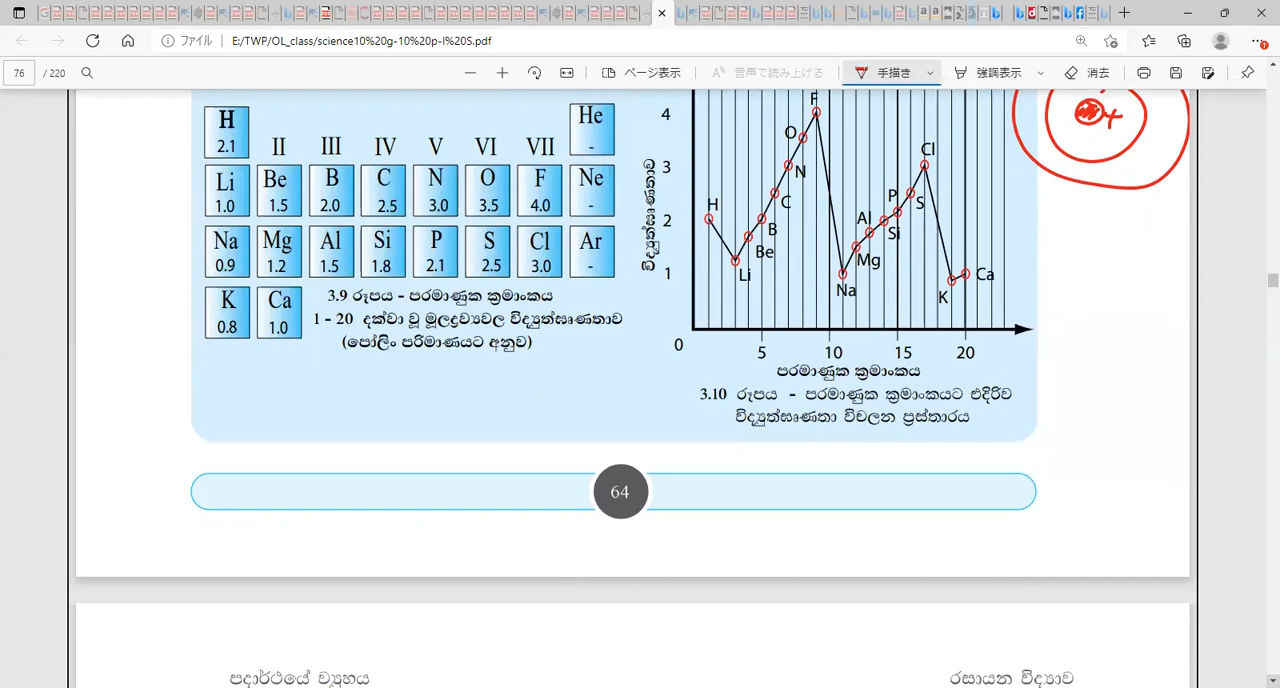 ファイル | E:/TWP/OL_class/science10%20g-10%20p-I%20S.pdf
76 / 220 ページ表示 音声で読み上げる 手描き 強調表示 消去
H He
2.1 -
II III IV V VI VII
Li Be B C N O F Ne
1.0 1.5 2.0 2.5 3.0 3.5 4.0 -
Na Mg Al Si P S Cl Ar
0.9 1.2 1.5 1.8 2.1 2.5 3.0 -
K Ca
0.8 1.0
3.9 රූපය - පරමාණුක ක්‍රමාංකය
1 - 20 දක්වා වූ මූලද්‍රව්‍යවල විද්‍යුත්ඍණතාව
(පෝලිං පරිමාණයට අනුව)
විද්‍යුත්ඍණතාව
4
3
2
1
0
H Li Be B C N O F Na Mg Al Si P S Cl K Ca
5 10 15 20
පරමාණුක ක්‍රමාංකය
3.10 රූපය - පරමාණුක ක්‍රමාංකයට එදිරිව
විද්‍යුත්ඍණතා විචලන ප්‍රස්තාරය
+
64
පදාර්ථයේ ව්‍යුහය රසායන විද්‍යාව